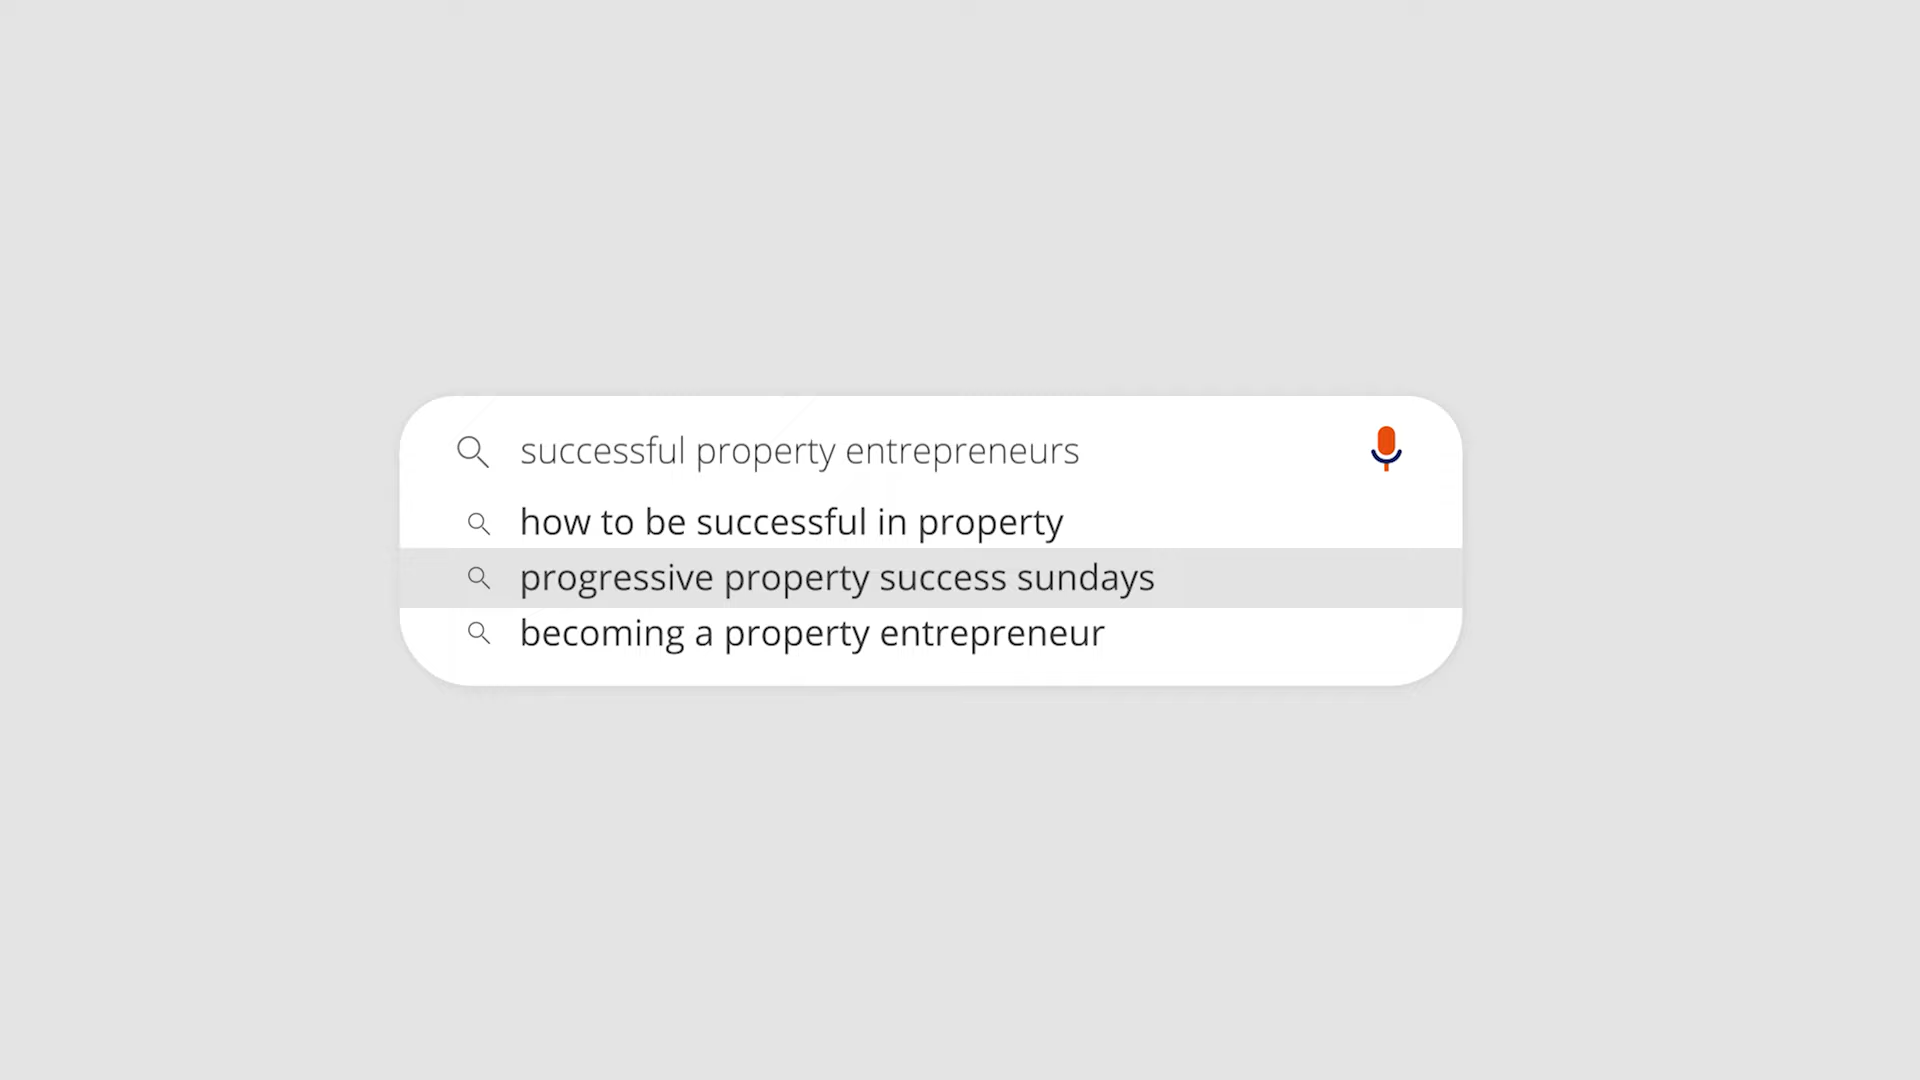 successful property entrepreneurs
how to be successful in property
progressive property success sundays
becoming a property entrepreneur